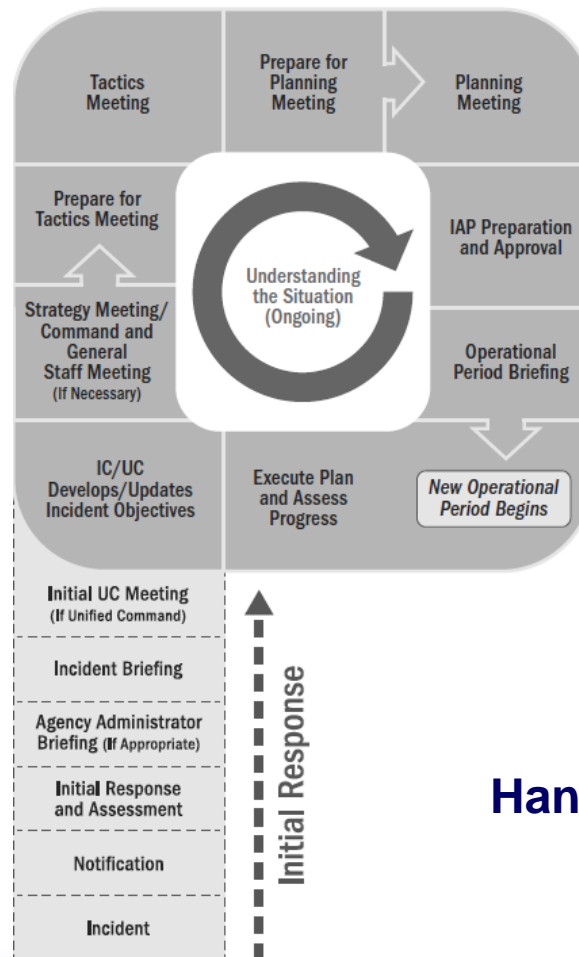 Tactics
Meeting
Prepare for
Planning
Meeting
Planning
Meeting
Prepare for
Tactics Meeting
IAP Preparation
and Approval
Understanding
the Situation
(Ongoing)
Strategy Meeting/
Command and
General
Staff Meeting
(If Necessary)
Operational
Period Briefing
IC/UC
Develops/Updates
Incident Objectives
Execute Plan
and Assess
Progress
New Operational
Period Begins
Initial UC Meeting
(If Unified Command)
Incident Briefing
Agency Administrator
Briefing (If Appropriate)
Initial Response
and Assessment
Notification
Incident
Initial Response
Han